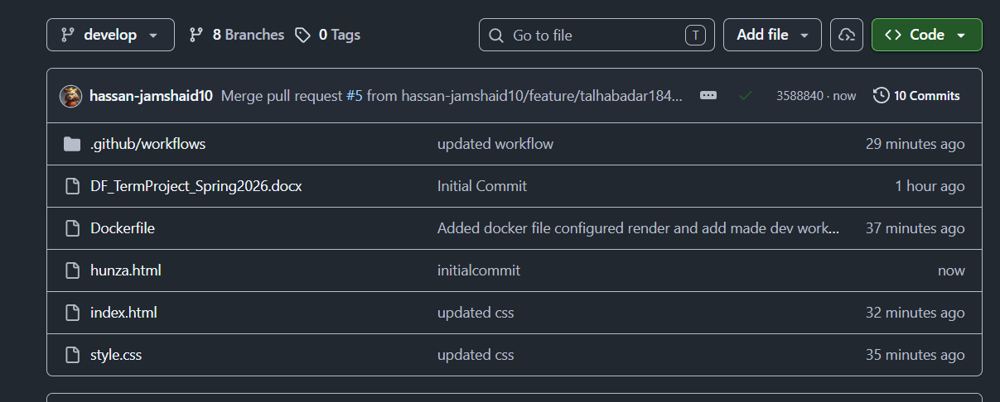 develop 8 Branches 0 Tags Go to file T Add file Code
hassan-jamshaid10 Merge pull request #5 from hassan-jamshaid10/feature/talhabadar184... 3588840 · now 10 Commits
.github/workflows updated workflow 29 minutes ago
DF_TermProject_Spring2026.docx Initial Commit 1 hour ago
Dockerfile Added docker file configured render and add made dev work... 37 minutes ago
hunza.html initialcommit now
index.html updated css 32 minutes ago
style.css updated css 35 minutes ago